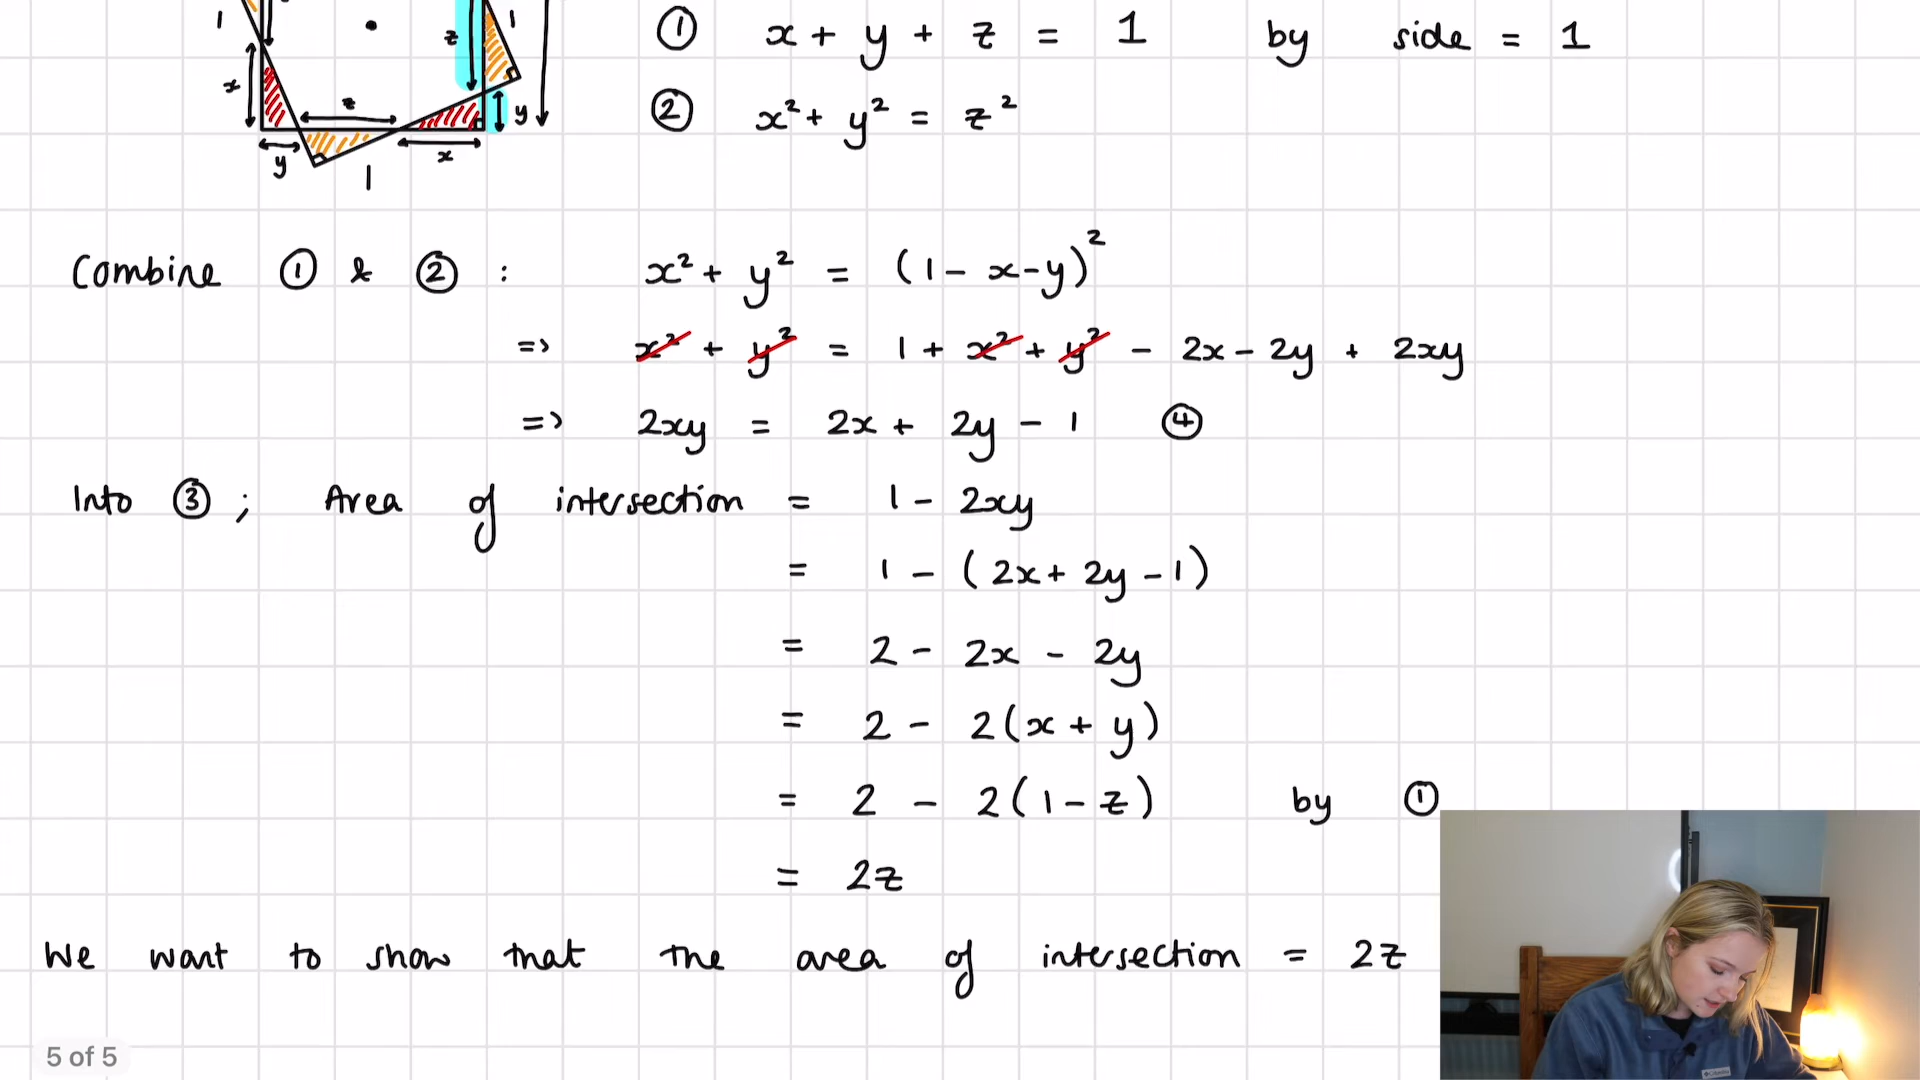 1 1 ① x + y + z = 1 by side = 1
z
x z y ② x² + y² = z²
y 1 x
Combine ① & ② : x² + y² = (1 - x - y)²
=> x² + y² = 1 + x² + y² - 2x - 2y + 2xy
=> 2xy = 2x + 2y - 1 ④
Into ③ ; Area of intersection = 1 - 2xy
= 1 - (2x + 2y - 1)
= 2 - 2x - 2y
= 2 - 2(x + y)
= 2 - 2(1 - z) by ①
= 2z
We want to show that the area of intersection = 2z
5 of 5